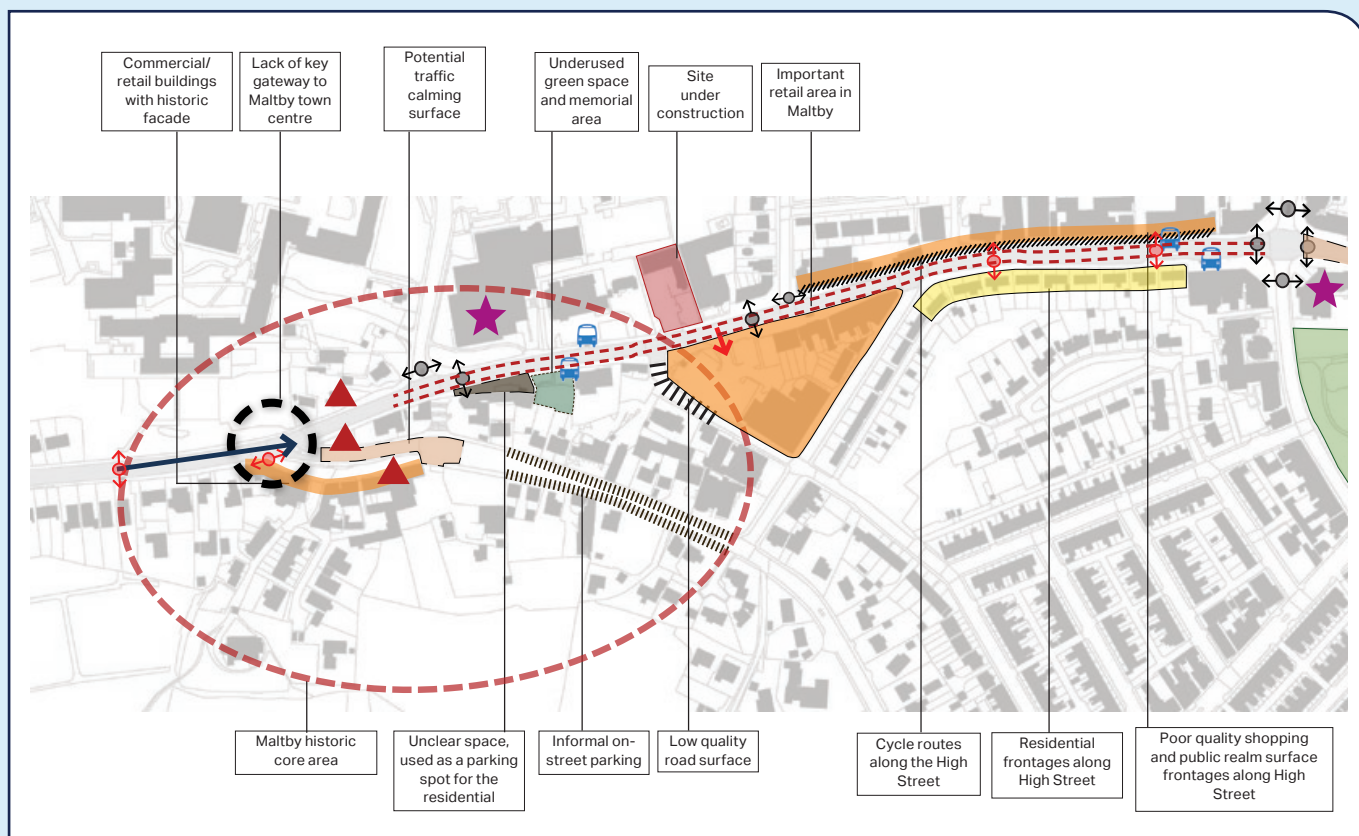 Commercial/
retail buildings
with historic
facade
Lack of key
gateway to
Maltby town
centre
Potential
traffic
calming
surface
Underused
green space
and memorial
area
Site
under
construction
Important
retail area in
Maltby
Maltby historic
core area
Unclear space,
used as a parking
spot for the
residential
Informal on-
street parking
Low quality
road surface
Cycle routes
along the High
Street
Residential
frontages along
High Street
Poor quality shopping
and public realm surface
frontages along High
Street